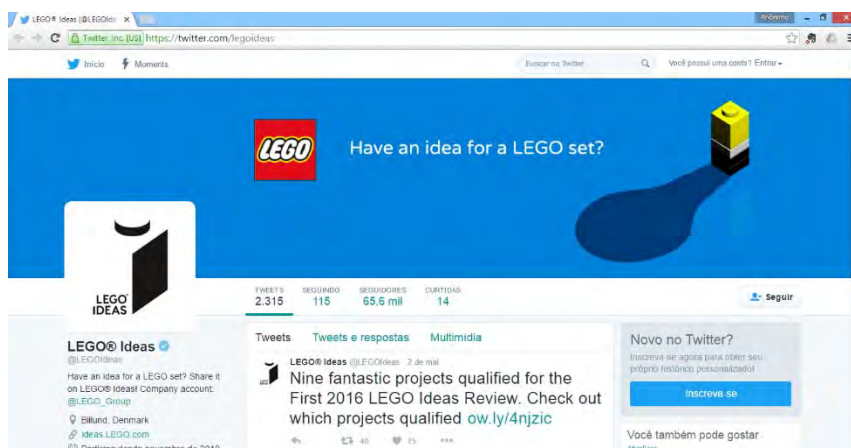 LEGO® Ideas (@LEGOIde
Anônimo
Twitter, Inc. [US] https://twitter.com/legoideas
Início Moments
Buscar no Twitter
Você possui uma conta? Entrar
LEGO
Have an idea for a LEGO set?
LEGO
IDEAS
TWEETS SEGUINDO SEGUIDORES CURTIDAS
2.315 115 65,6 mil 14
Seguir
LEGO® Ideas
@LEGOIdeas
Have an idea for a LEGO set? Share it
on LEGO® Ideas! Company account:
@LEGO_Group
Billund, Denmark
ideas.LEGO.com
Tweets Tweets e respostas Multimídia
LEGO® Ideas @LEGOIdeas 2 de mai
Nine fantastic projects qualified for the
First 2016 LEGO Ideas Review. Check out
which projects qualified ow.ly/4njzic
40 75
Novo no Twitter?
Inscreva-se agora para obter seu
próprio histórico personalizado!
Inscreva-se
Você também pode gostar